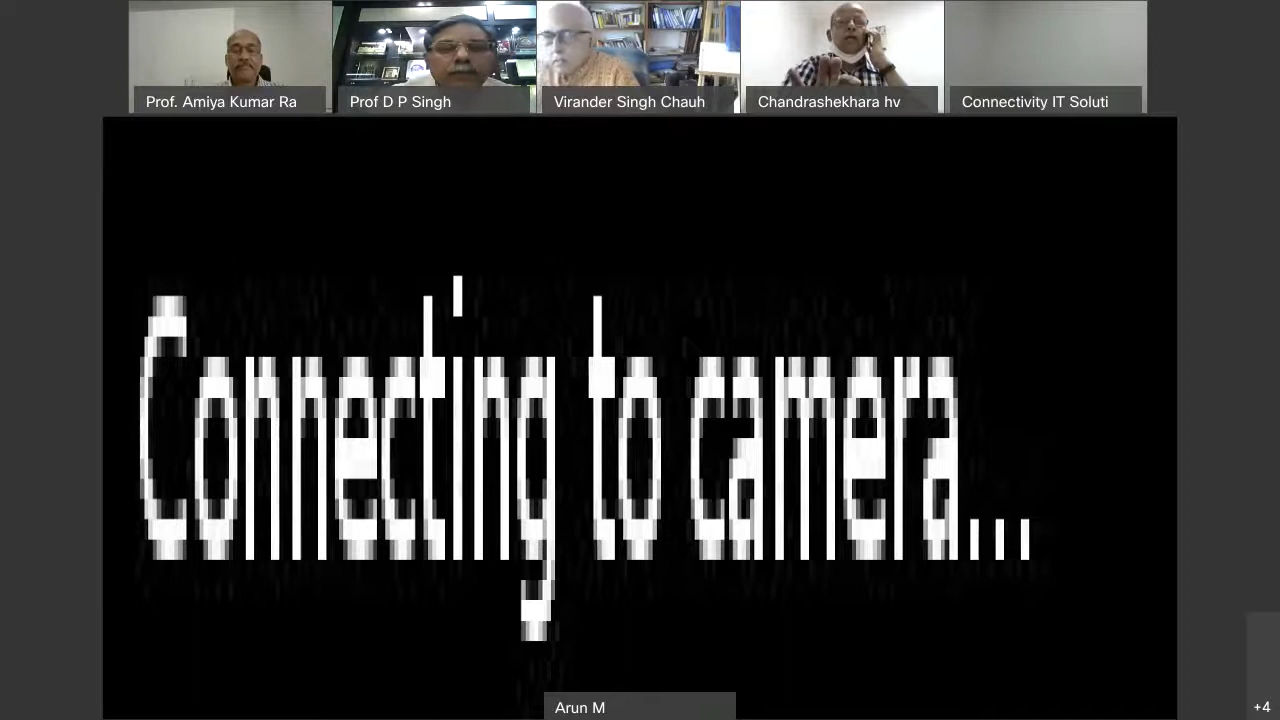 Prof. Amiya Kumar Ra
Prof D P Singh
Virander Singh Chauh
Chandrashekhara hv
Connectivity IT Soluti
Connecting to camera...
Arun M
+4